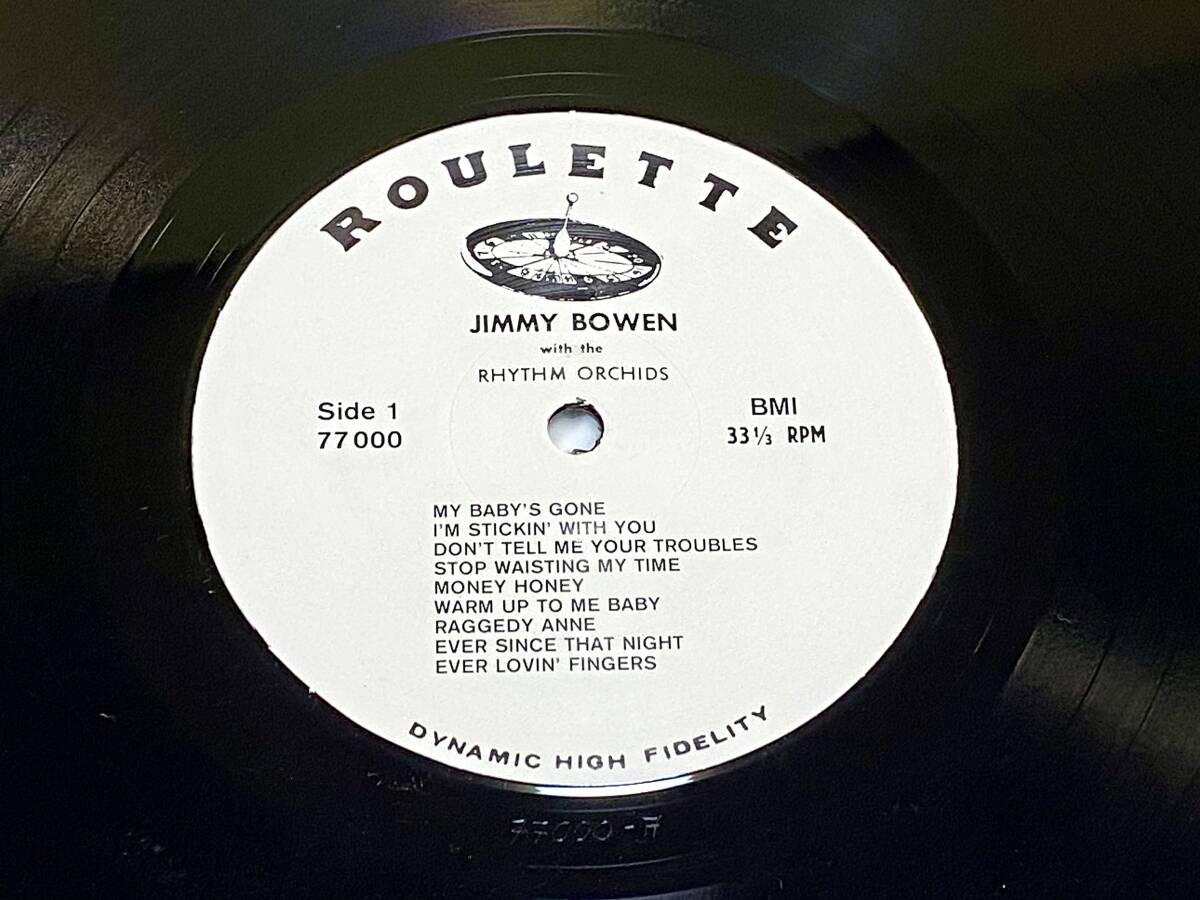 ROULETTE
JIMMY BOWEN
with the
RHYTHM ORCHIDS
Side 1
77000
BMI
33 1/3 RPM
MY BABY'S GONE
I'M STICKIN' WITH YOU
DON'T TELL ME YOUR TROUBLES
STOP WAISTING MY TIME
MONEY HONEY
WARM UP TO ME BABY
RAGGEDY ANNE
EVER SINCE THAT NIGHT
EVER LOVIN' FINGERS
DYNAMIC HIGH FIDELITY